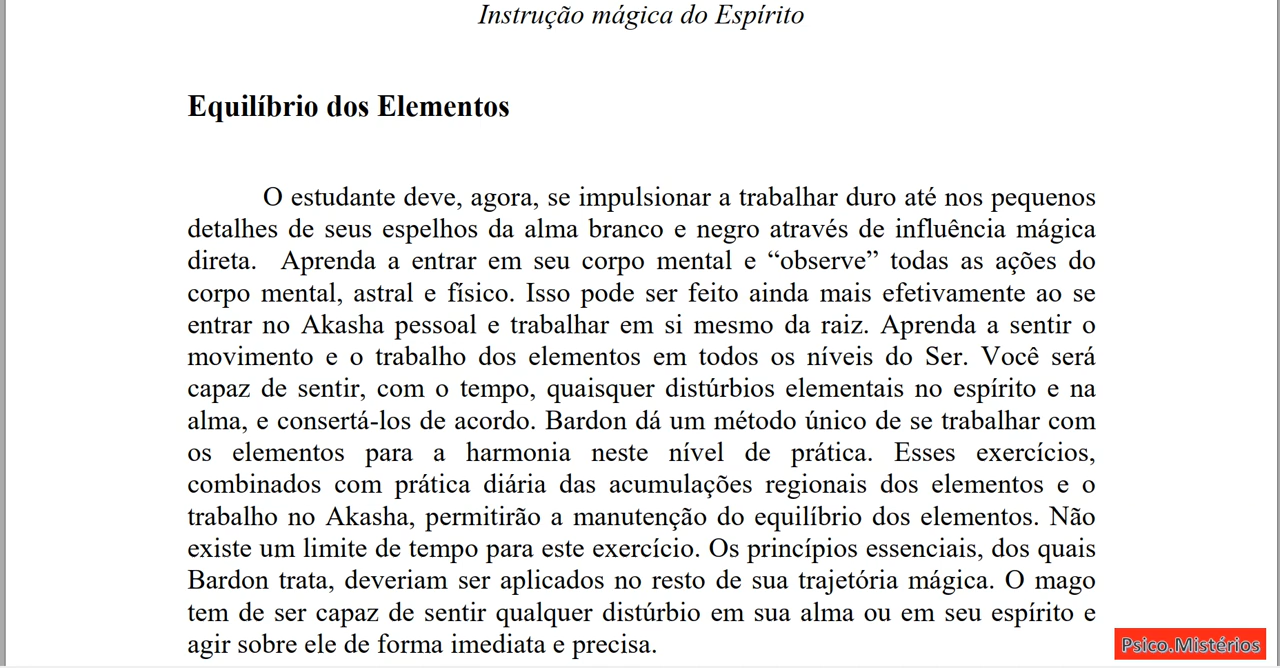 Instrução mágica do Espírito
Equilíbrio dos Elementos
O estudante deve, agora, se impulsionar a trabalhar duro até nos pequenos
detalhes de seus espelhos da alma branco e negro através de influência mágica
direta.  Aprenda a entrar em seu corpo mental e “observe” todas as ações do
corpo mental, astral e físico. Isso pode ser feito ainda mais efetivamente ao se
entrar no Akasha pessoal e trabalhar em si mesmo da raiz. Aprenda a sentir o
movimento e o trabalho dos elementos em todos os níveis do Ser. Você será
capaz de sentir, com o tempo, quaisquer distúrbios elementais no espírito e na
alma, e consertá-los de acordo. Bardon dá um método único de se trabalhar com
os elementos para a harmonia neste nível de prática. Esses exercícios,
combinados com prática diária das acumulações regionais dos elementos e o
trabalho no Akasha, permitirão a manutenção do equilíbrio dos elementos. Não
existe um limite de tempo para este exercício. Os princípios essenciais, dos quais
Bardon trata, deveriam ser aplicados no resto de sua trajetória mágica. O mago
tem de ser capaz de sentir qualquer distúrbio em sua alma ou em seu espírito e
agir sobre ele de forma imediata e precisa.
Psico.Mistérios